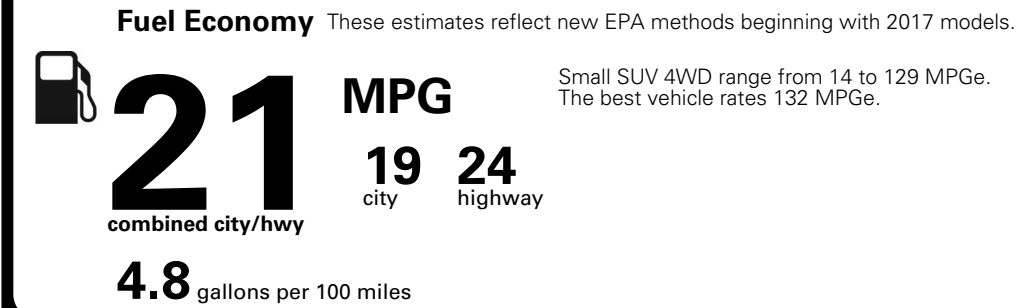 Fuel Economy These estimates reflect new EPA methods beginning with 2017 models.
21 MPG
Small SUV 4WD range from 14 to 129 MPGe.
The best vehicle rates 132 MPGe.
19 24
city highway
combined city/hwy
4.8 gallons per 100 miles